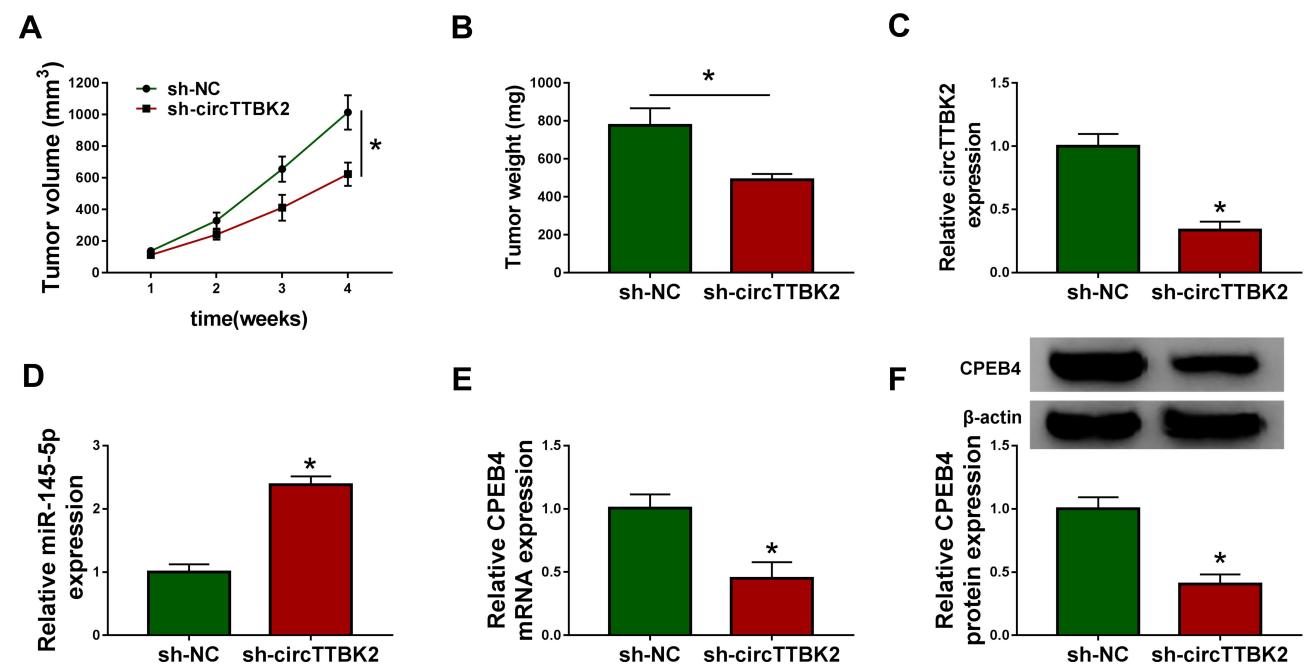 A
Tumor volume (mm3)
1200
1000
800
600
400
200
0
sh-NC
sh-circTTBK2
*
1 2 3 4
time(weeks)
B
Tumor weight (mg)
1000
800
600
400
200
0
*
sh-NC sh-circTTBK2
C
Relative circTTBK2
expression
1.5
1.0
0.5
0.0
*
sh-NC sh-circTTBK2
D
Relative miR-145-5p
expression
3
2
1
0
*
sh-NC sh-circTTBK2
E
Relative CPEB4
mRNA expression
1.5
1.0
0.5
0.0
*
sh-NC sh-circTTBK2
F
CPEB4
β-actin
Relative CPEB4
protein expression
1.5
1.0
0.5
0.0
*
sh-NC sh-circTTBK2